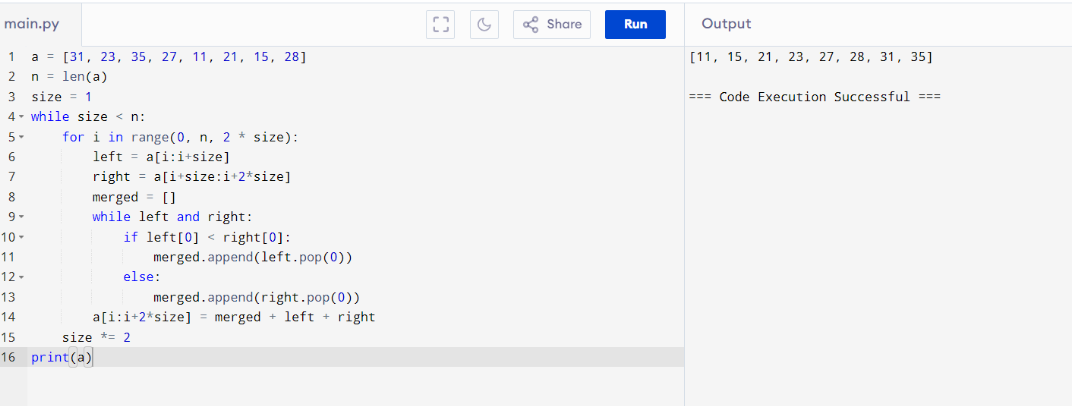 main.py
Share
Run
Output
1 a = [31, 23, 35, 27, 11, 21, 15, 28]
2 n = len(a)
3 size = 1
4 while size < n:
5     for i in range(0, n, 2 * size):
6         left = a[i:i+size]
7         right = a[i+size:i+2*size]
8         merged = []
9         while left and right:
10             if left[0] < right[0]:
11                 merged.append(left.pop(0))
12             else:
13                 merged.append(right.pop(0))
14         a[i:i+2*size] = merged + left + right
15     size *= 2
16 print(a)
[11, 15, 21, 23, 27, 28, 31, 35]
=== Code Execution Successful ===